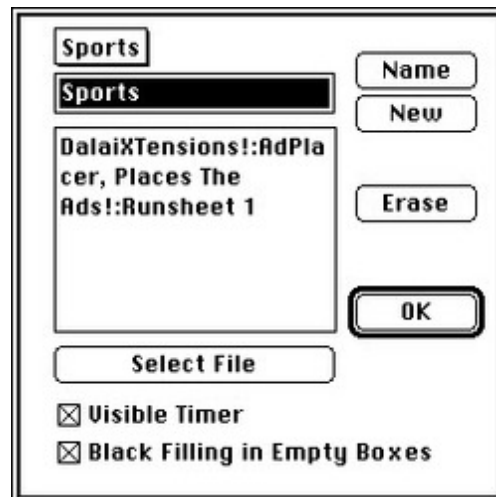 Sports
Sports
Name
New
DalaiXTensions!:AdPla
cer, Places The
Ads!:Runsheet 1
Erase
OK
Select File
Visible Timer
Black Filling in Empty Boxes